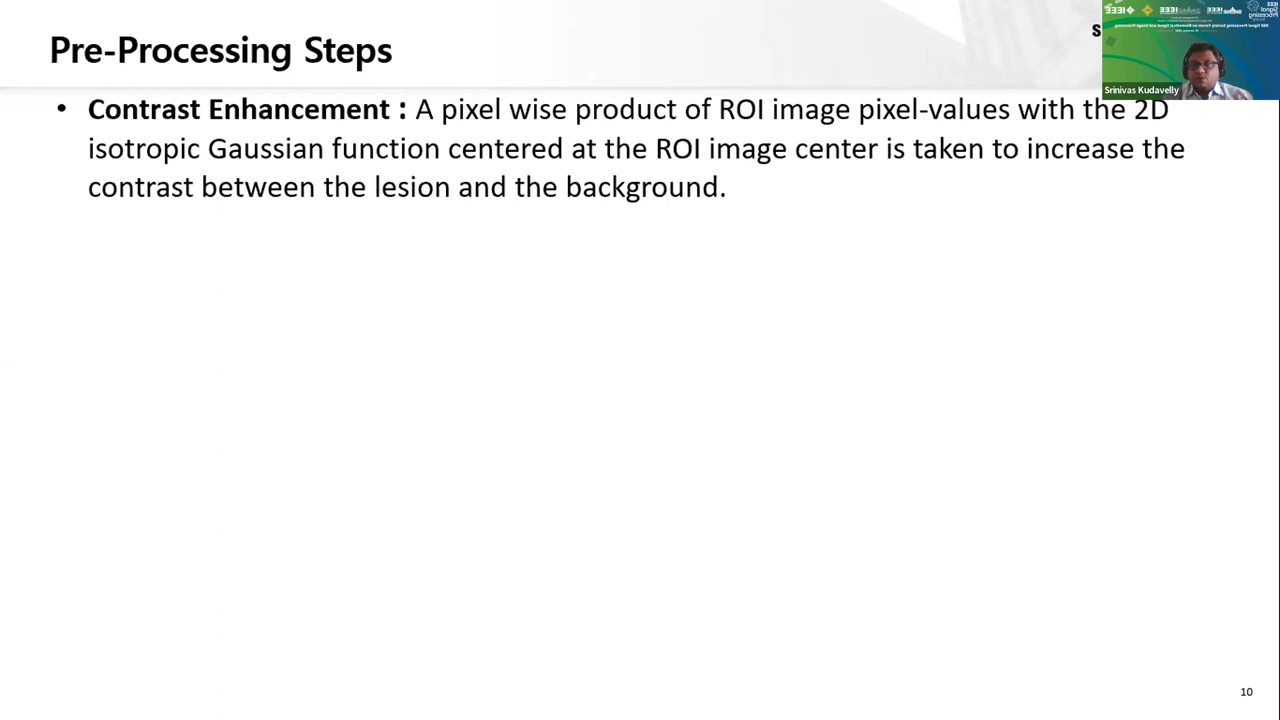 Pre-Processing Steps
S
Srinivas Kudavelly
• Contrast Enhancement : A pixel wise product of ROI image pixel-values with the 2D
isotropic Gaussian function centered at the ROI image center is taken to increase the
contrast between the lesion and the background.
10